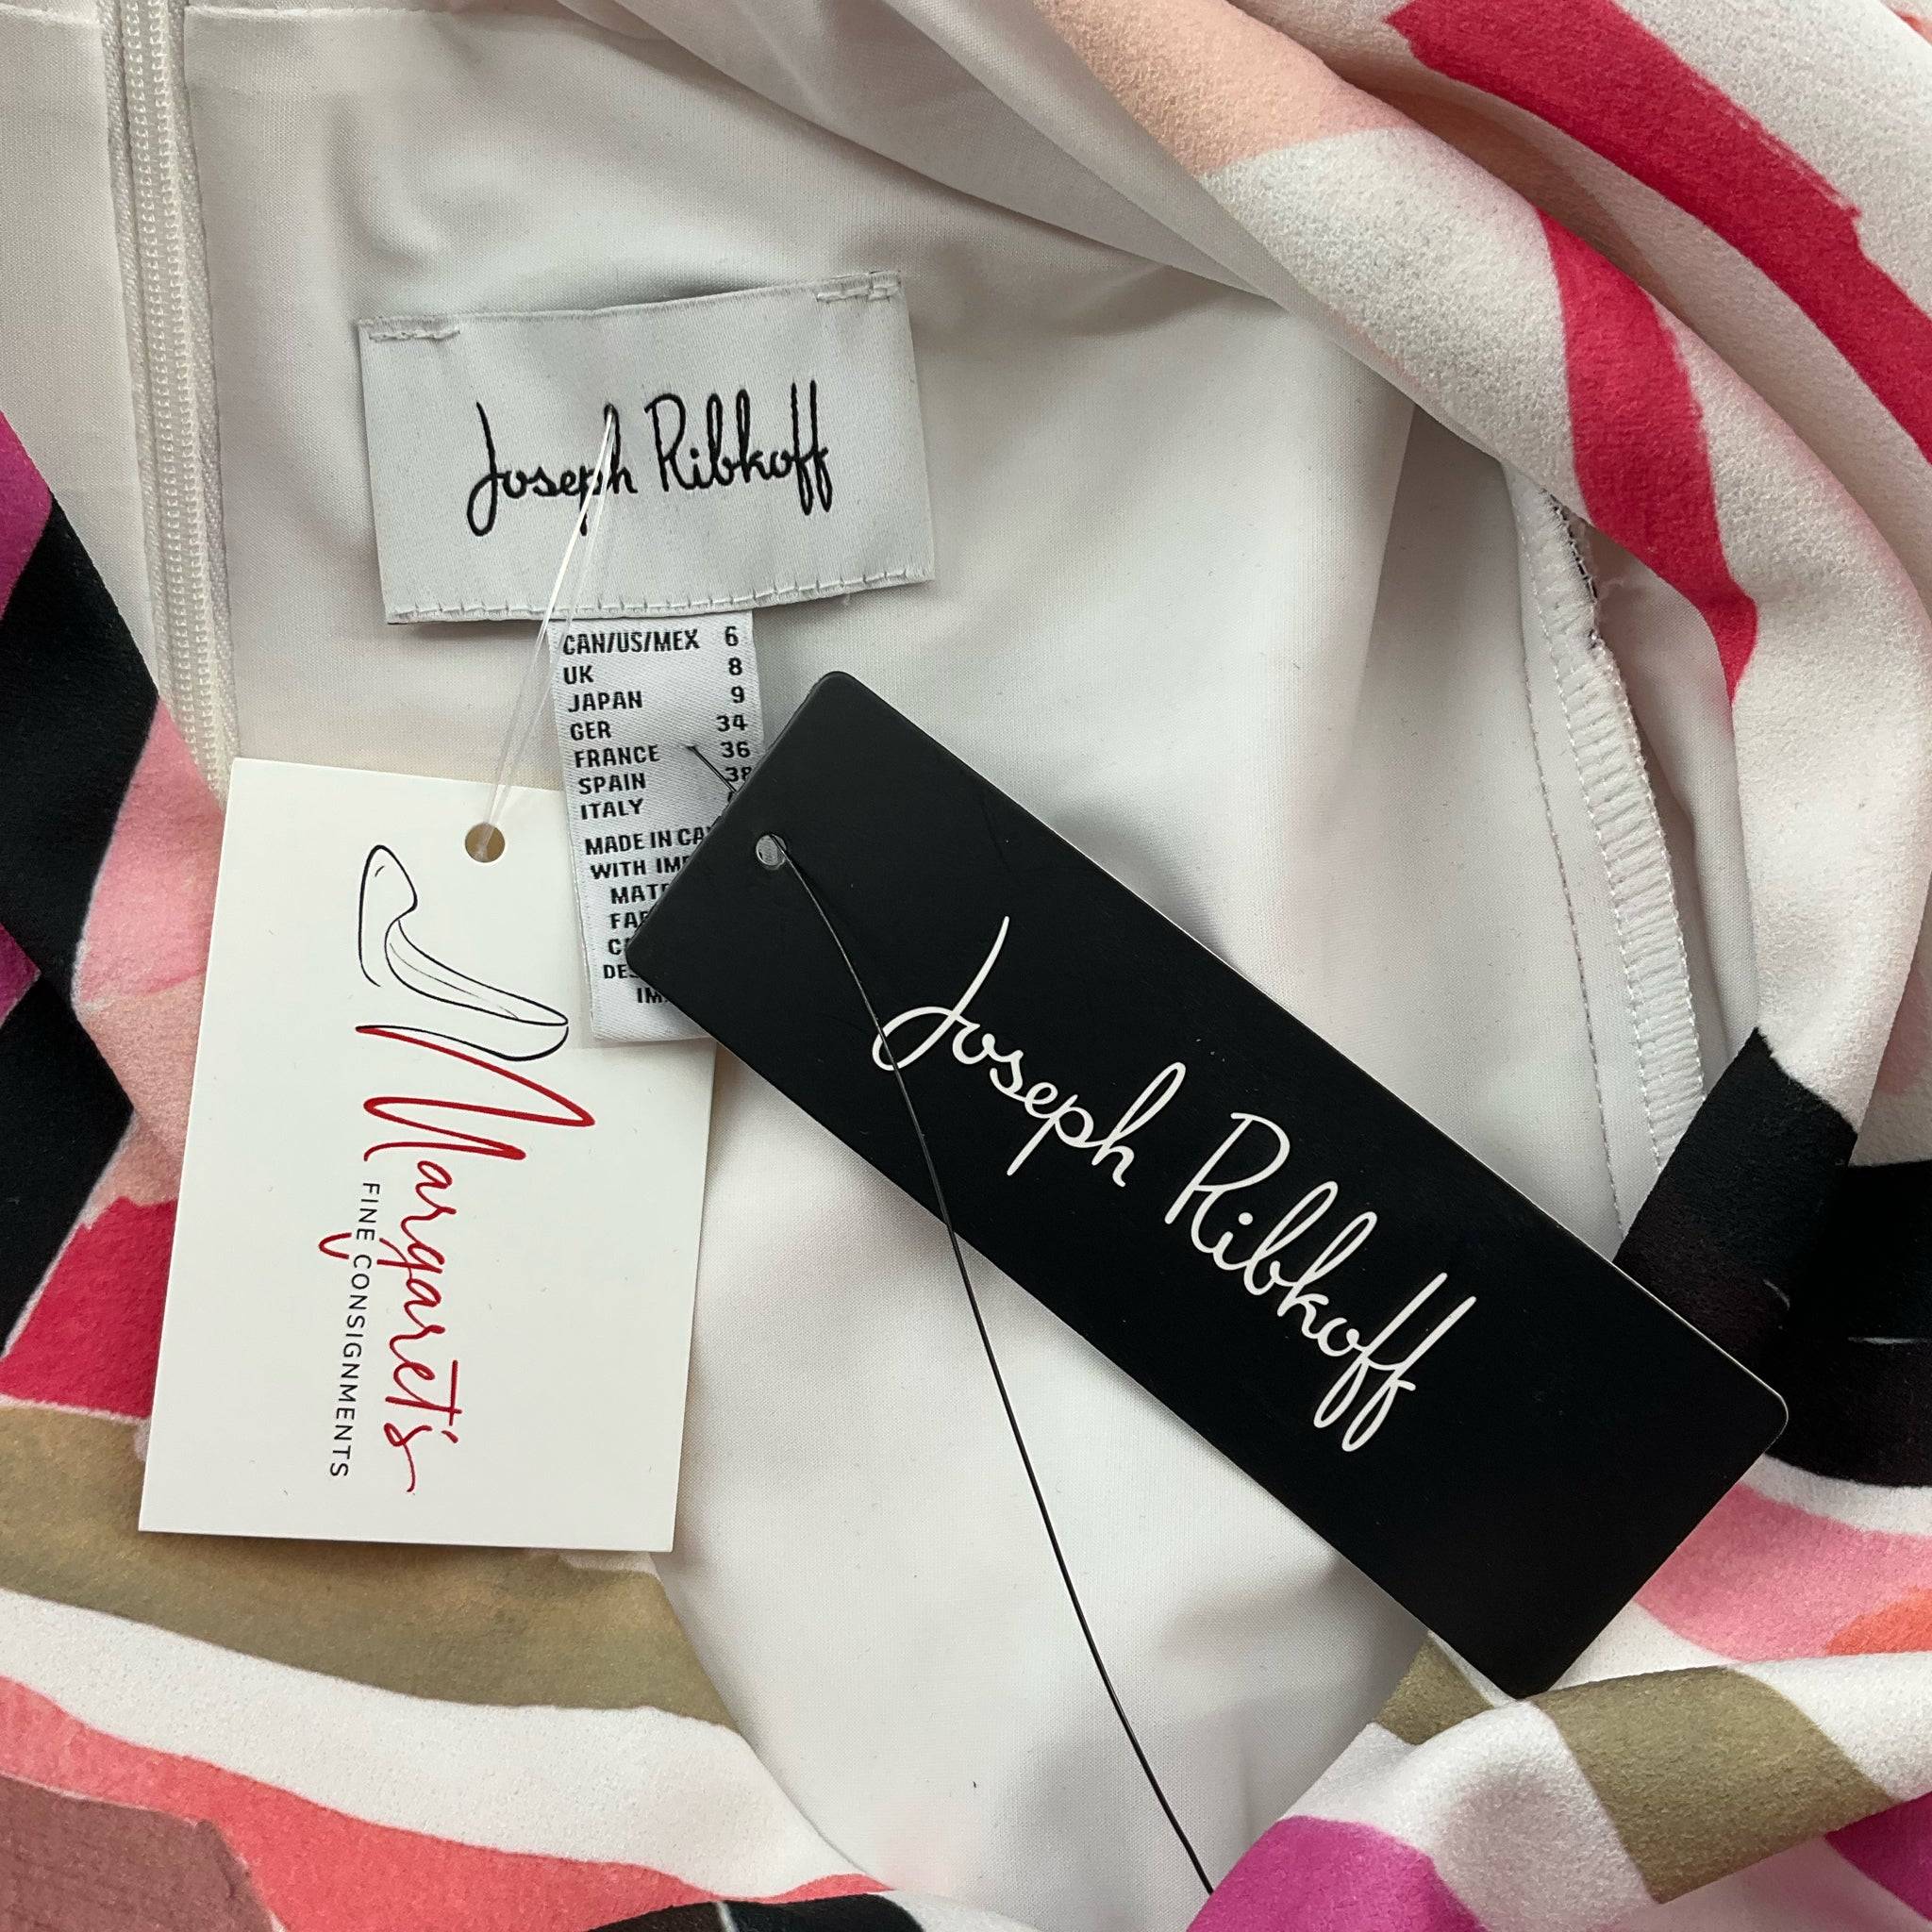 Joseph Ribkoff
CAN/US/MEX 6
UK 8
JAPAN 9
GER 34
FRANCE 36
SPAIN 38
ITALY
MADE IN
WITH
Margaret's
FINE CONSIGNMENTS
Joseph Ribkoff